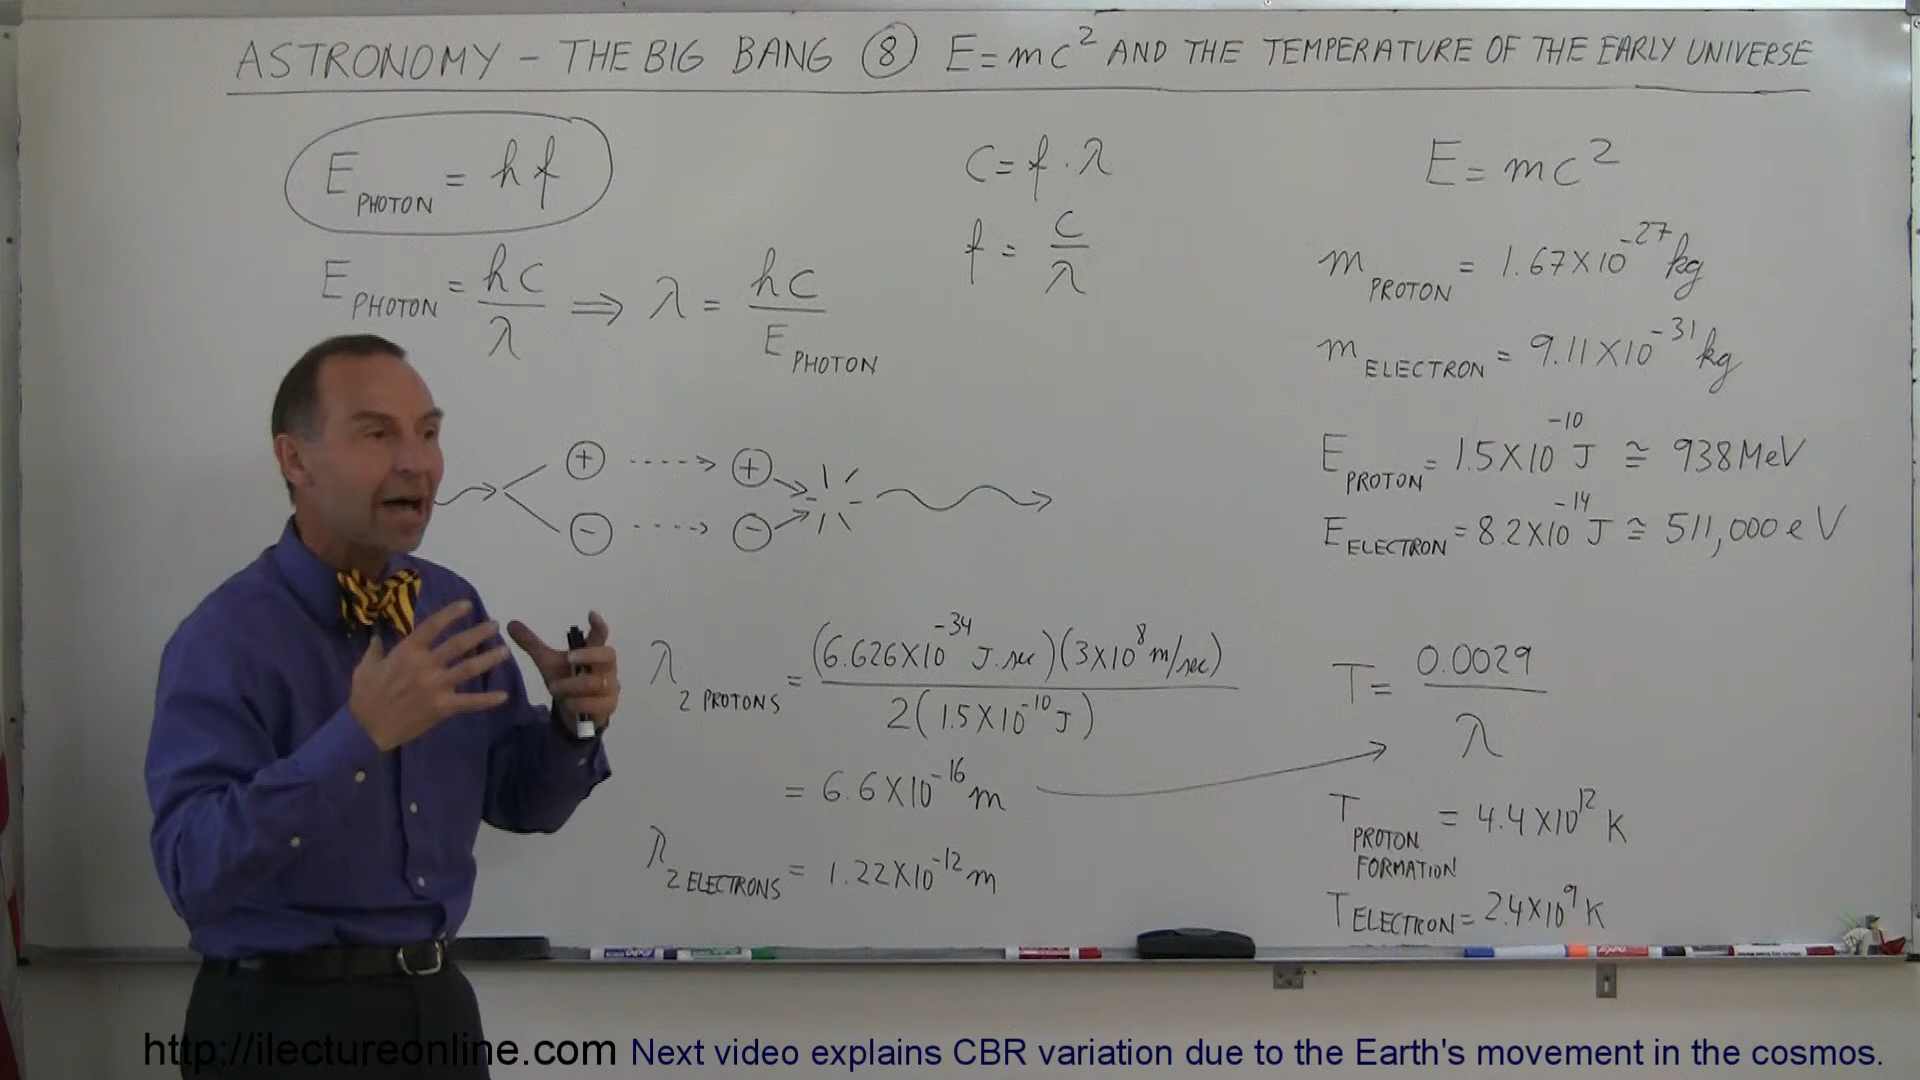 ASTRONOMY – THE BIG BANG ⑧ E=mc² AND THE TEMPERATURE OF THE EARLY UNIVERSE
E PHOTON = hf
E PHOTON = hc/λ ⇒ λ = hc/E PHOTON
C = f · λ
f = C/λ
E = mc²
m PROTON = 1.67×10⁻²⁷ kg
m ELECTRON = 9.11×10⁻³¹ kg
E PROTON = 1.5×10⁻¹⁰ J ≅ 938 MeV
E ELECTRON = 8.2×10⁻¹⁴ J ≅ 511,000 eV
+ ----> +
− ----> −
λ 2 PROTONS = (6.626×10⁻³⁴ J·sec)(3×10⁸ m/sec) / 2(1.5×10⁻¹⁰ J)
= 6.6×10⁻¹⁶ m
λ 2 ELECTRONS = 1.22×10⁻¹² m
T = 0.0029/λ
T PROTON FORMATION = 4.4×10¹² K
T ELECTRON = 2.4×10⁹ K
http://ilectureonline.com Next video explains CBR variation due to the Earth's movement in the cosmos.